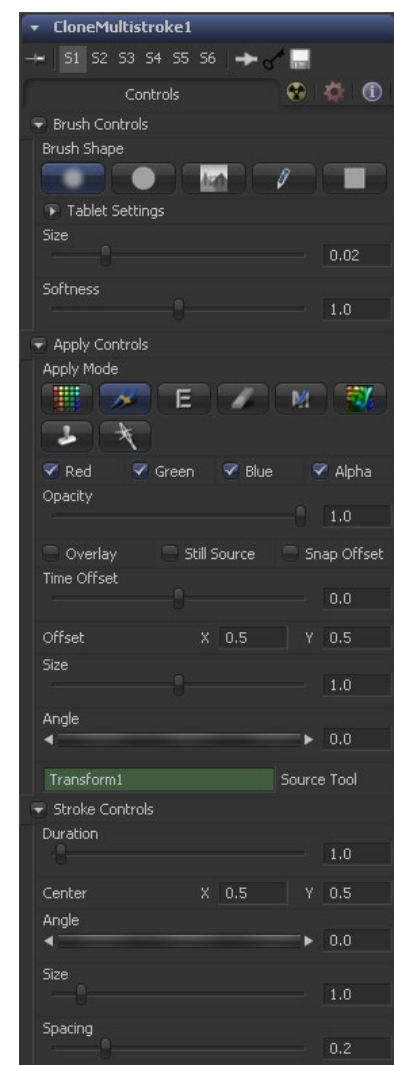 CloneMultistroke1
S1 S2 S3 S4 S5 S6
Controls
Brush Controls
Brush Shape
Tablet Settings
Size
0.02
Softness
1.0
Apply Controls
Apply Mode
E M
Red Green Blue Alpha
Opacity
1.0
Overlay Still Source Snap Offset
Time Offset
0.0
Offset X 0.5 Y 0.5
Size
1.0
Angle
0.0
Transform1 Source Tool
Stroke Controls
Duration
1.0
Center X 0.5 Y 0.5
Angle
0.0
Size
1.0
Spacing
0.2